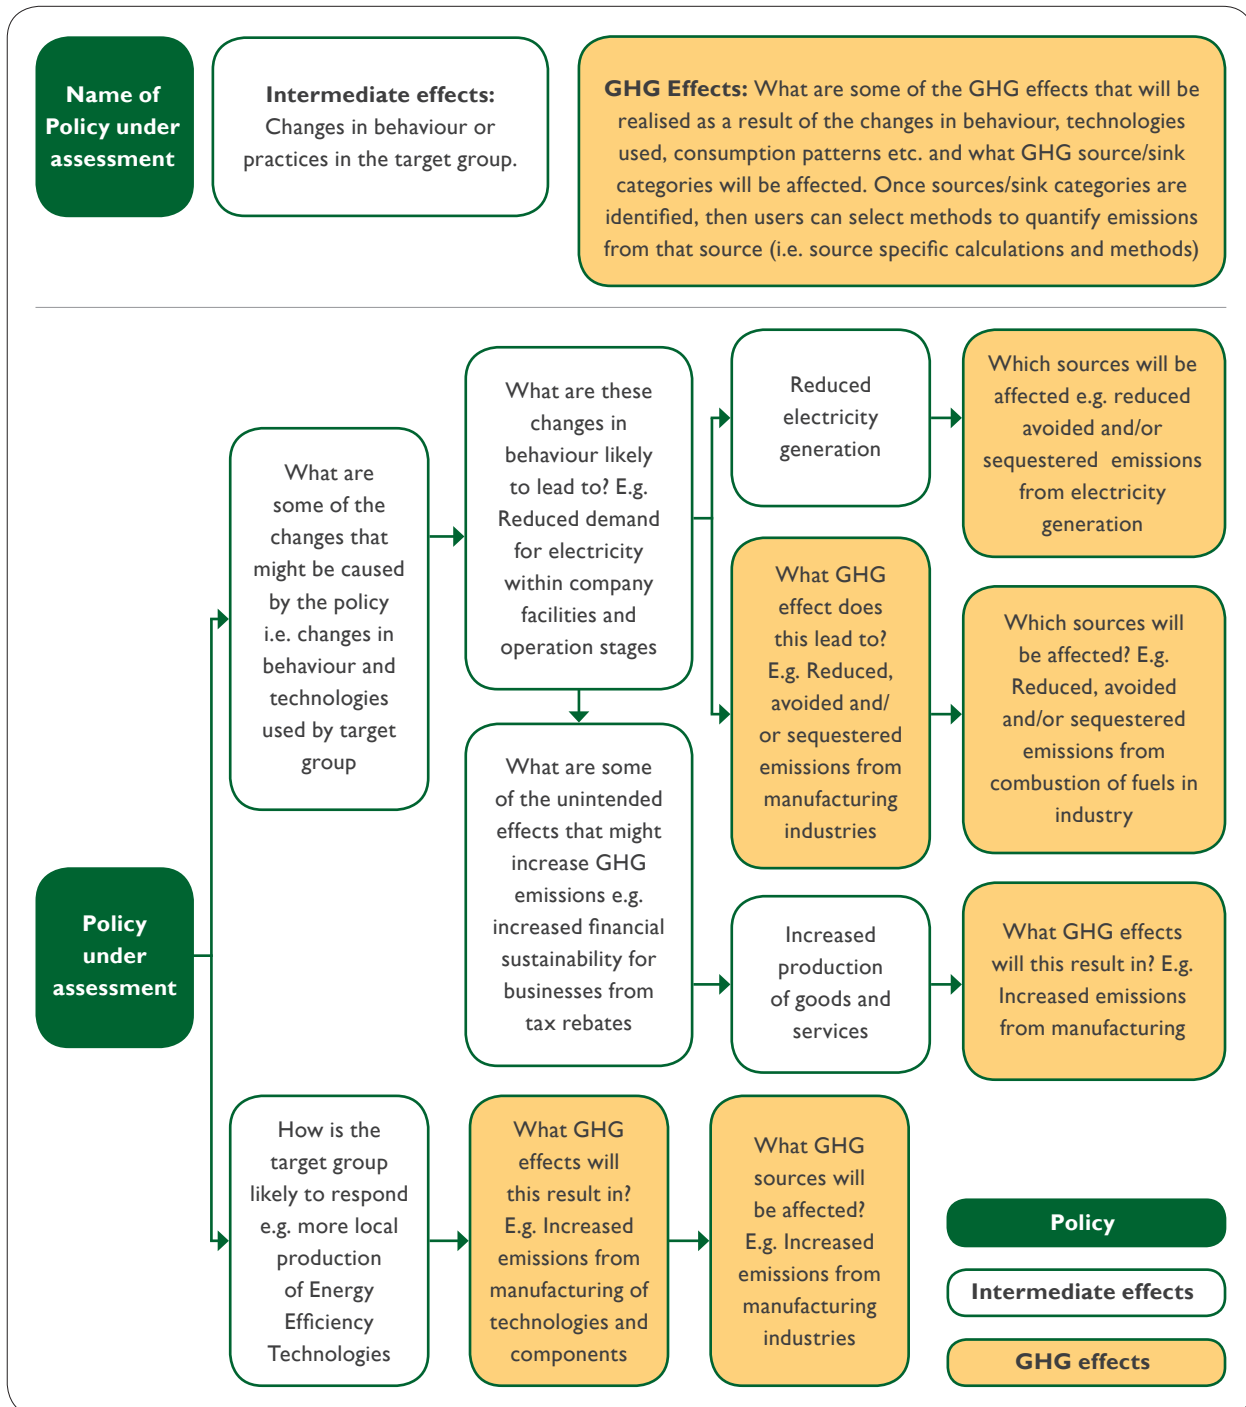 Name of
Policy under
assessment
Intermediate effects:
Changes in behaviour or
practices in the target group.
GHG Effects: What are some of the GHG effects that will be
realised as a result of the changes in behaviour, technologies
used, consumption patterns etc. and what GHG source/sink
categories will be affected. Once sources/sink categories are
identified, then users can select methods to quantify emissions
from that source (i.e. source specific calculations and methods)
Policy
under
assessment
What are
some of the
changes that
might be caused
by the policy
i.e. changes in
behaviour and
technologies
used by target
group
What are these
changes in
behaviour likely
to lead to? E.g.
Reduced demand
for electricity
within company
facilities and
operation stages
Reduced
electricity
generation
Which sources will be
affected e.g. reduced
avoided and/or
sequestered emissions
from electricity
generation
What GHG
effect does
this lead to?
E.g. Reduced,
avoided and/
or sequestered
emissions from
manufacturing
industries
Which sources will
be affected? E.g.
Reduced, avoided
and/or sequestered
emissions from
combustion of fuels in
industry
What are some
of the unintended
effects that might
increase GHG
emissions e.g.
increased financial
sustainability for
businesses from
tax rebates
Increased
production
of goods and
services
What GHG effects
will this result in? E.g.
Increased emissions
from manufacturing
How is the
target group
likely to respond
e.g. more local
production
of Energy
Efficiency
Technologies
What GHG
effects will
this result in?
E.g. Increased
emissions from
manufacturing of
technologies and
components
What GHG
sources will
be affected?
E.g. Increased
emissions from
manufacturing
industries
Policy
Intermediate effects
GHG effects